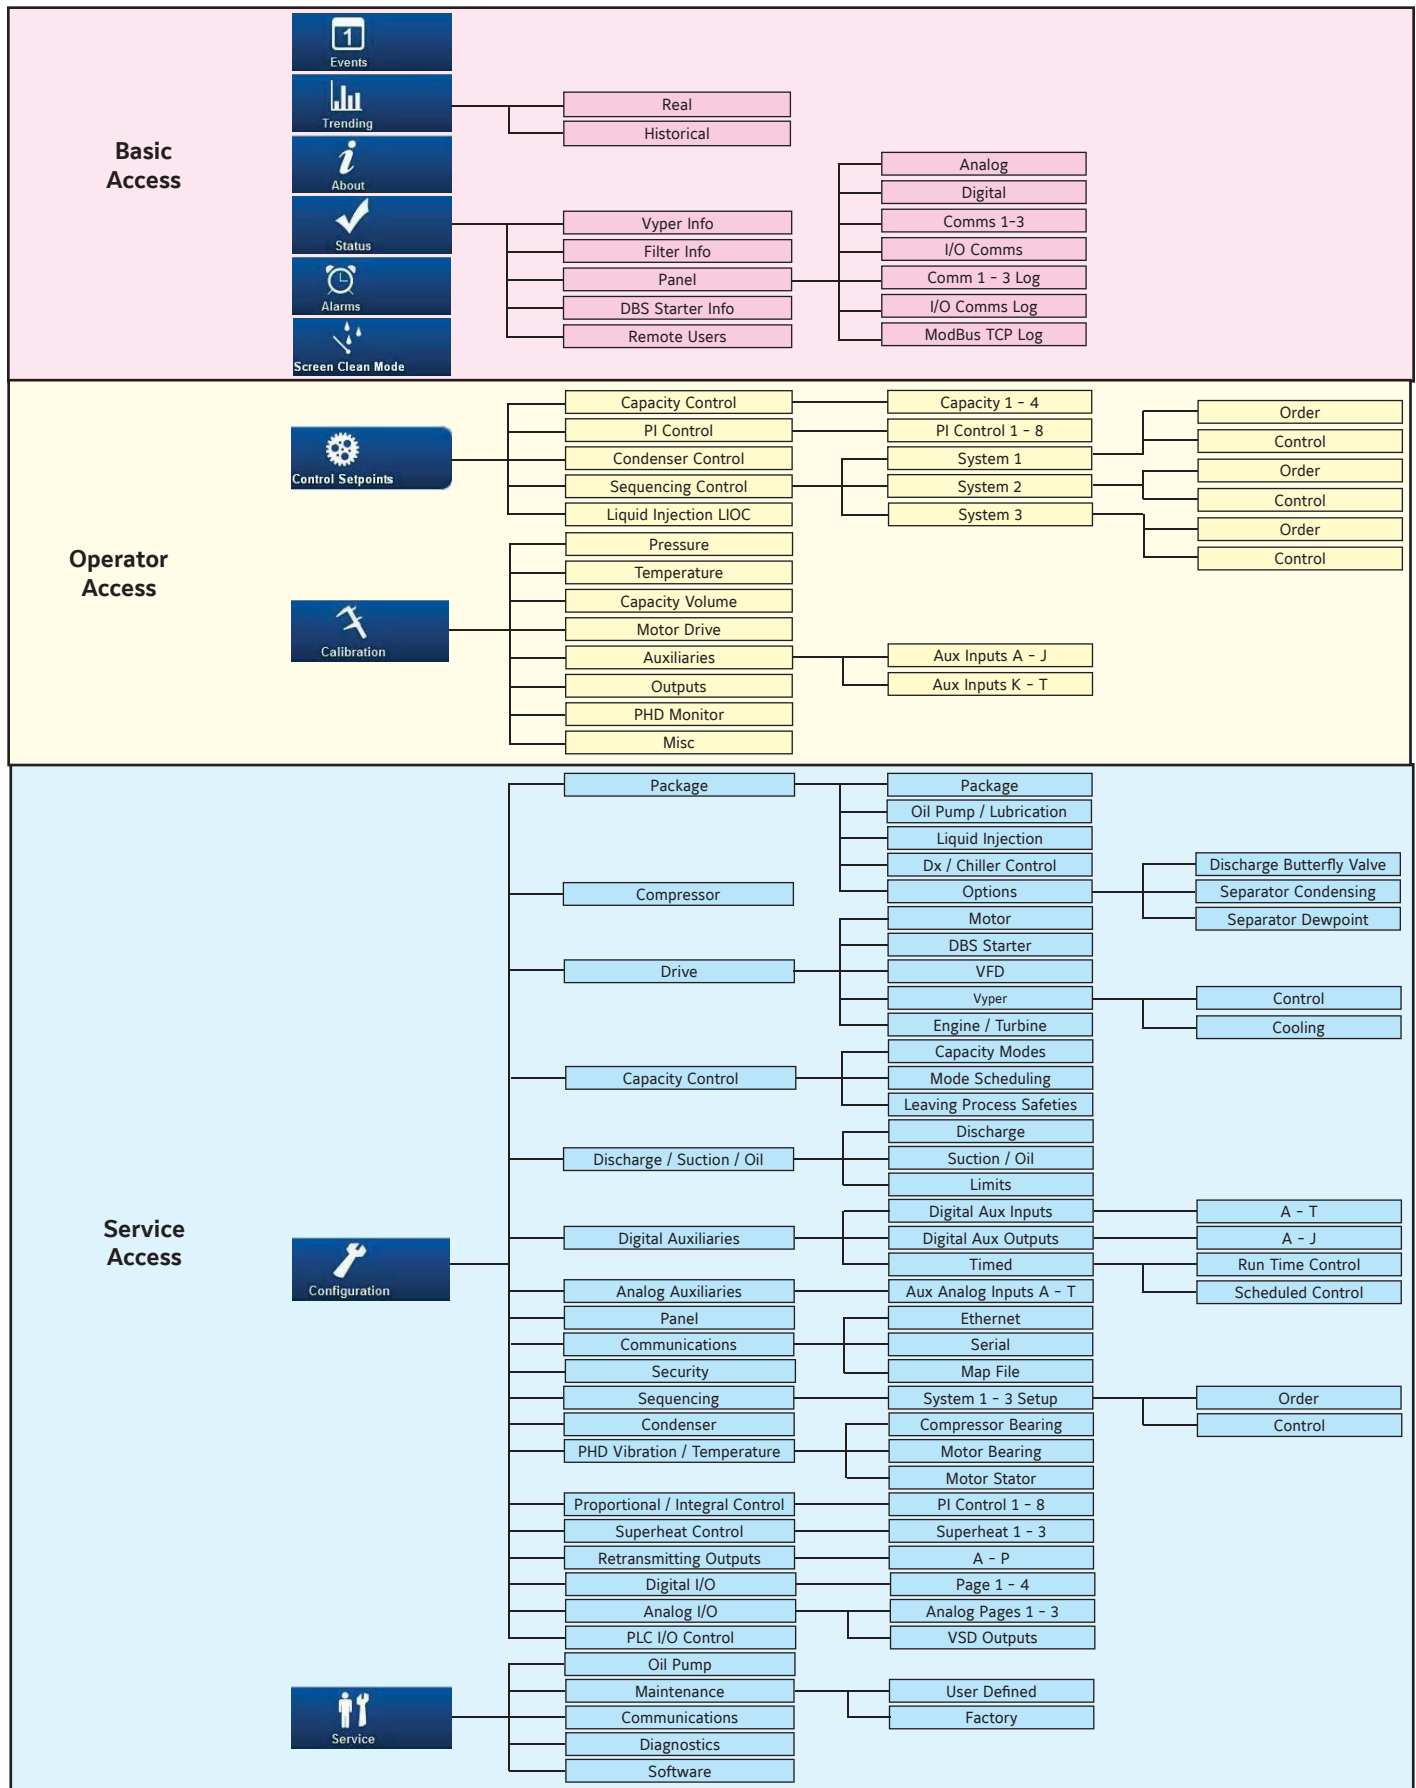 Basic
Access
1
Events
Trending
Real
Historical
About
Status
Vyper Info
Filter Info
Panel
DBS Starter Info
Remote Users
Analog
Digital
Comms 1-3
I/O Comms
Comm 1 - 3 Log
I/O Comms Log
ModBus TCP Log
Alarms
Screen Clean Mode
Operator
Access
Control Setpoints
Capacity Control
Capacity 1 - 4
PI Control
PI Control 1 - 8
Condenser Control
Sequencing Control
Liquid Injection LIOC
System 1
System 2
System 3
Order
Control
Order
Control
Order
Control
Calibration
Pressure
Temperature
Capacity Volume
Motor Drive
Auxiliaries
Outputs
PHD Monitor
Misc
Aux Inputs A - J
Aux Inputs K - T
Service
Access
Configuration
Package
Package
Oil Pump / Lubrication
Liquid Injection
Dx / Chiller Control
Options
Discharge Butterfly Valve
Separator Condensing
Separator Dewpoint
Compressor
Drive
Motor
DBS Starter
VFD
Vyper
Engine / Turbine
Control
Cooling
Capacity Control
Capacity Modes
Mode Scheduling
Leaving Process Safeties
Discharge / Suction / Oil
Discharge
Suction / Oil
Limits
Digital Auxiliaries
Digital Aux Inputs
A - T
Digital Aux Outputs
A - J
Timed
Run Time Control
Scheduled Control
Analog Auxiliaries
Aux Analog Inputs A - T
Panel
Communications
Ethernet
Serial
Map File
Security
Sequencing
System 1 - 3 Setup
Order
Control
Condenser
PHD Vibration / Temperature
Compressor Bearing
Motor Bearing
Motor Stator
Proportional / Integral Control
PI Control 1 - 8
Superheat Control
Superheat 1 - 3
Retransmitting Outputs
A - P
Digital I/O
Page 1 - 4
Analog I/O
Analog Pages 1 - 3
VSD Outputs
PLC I/O Control
Service
Oil Pump
Maintenance
User Defined
Factory
Communications
Diagnostics
Software